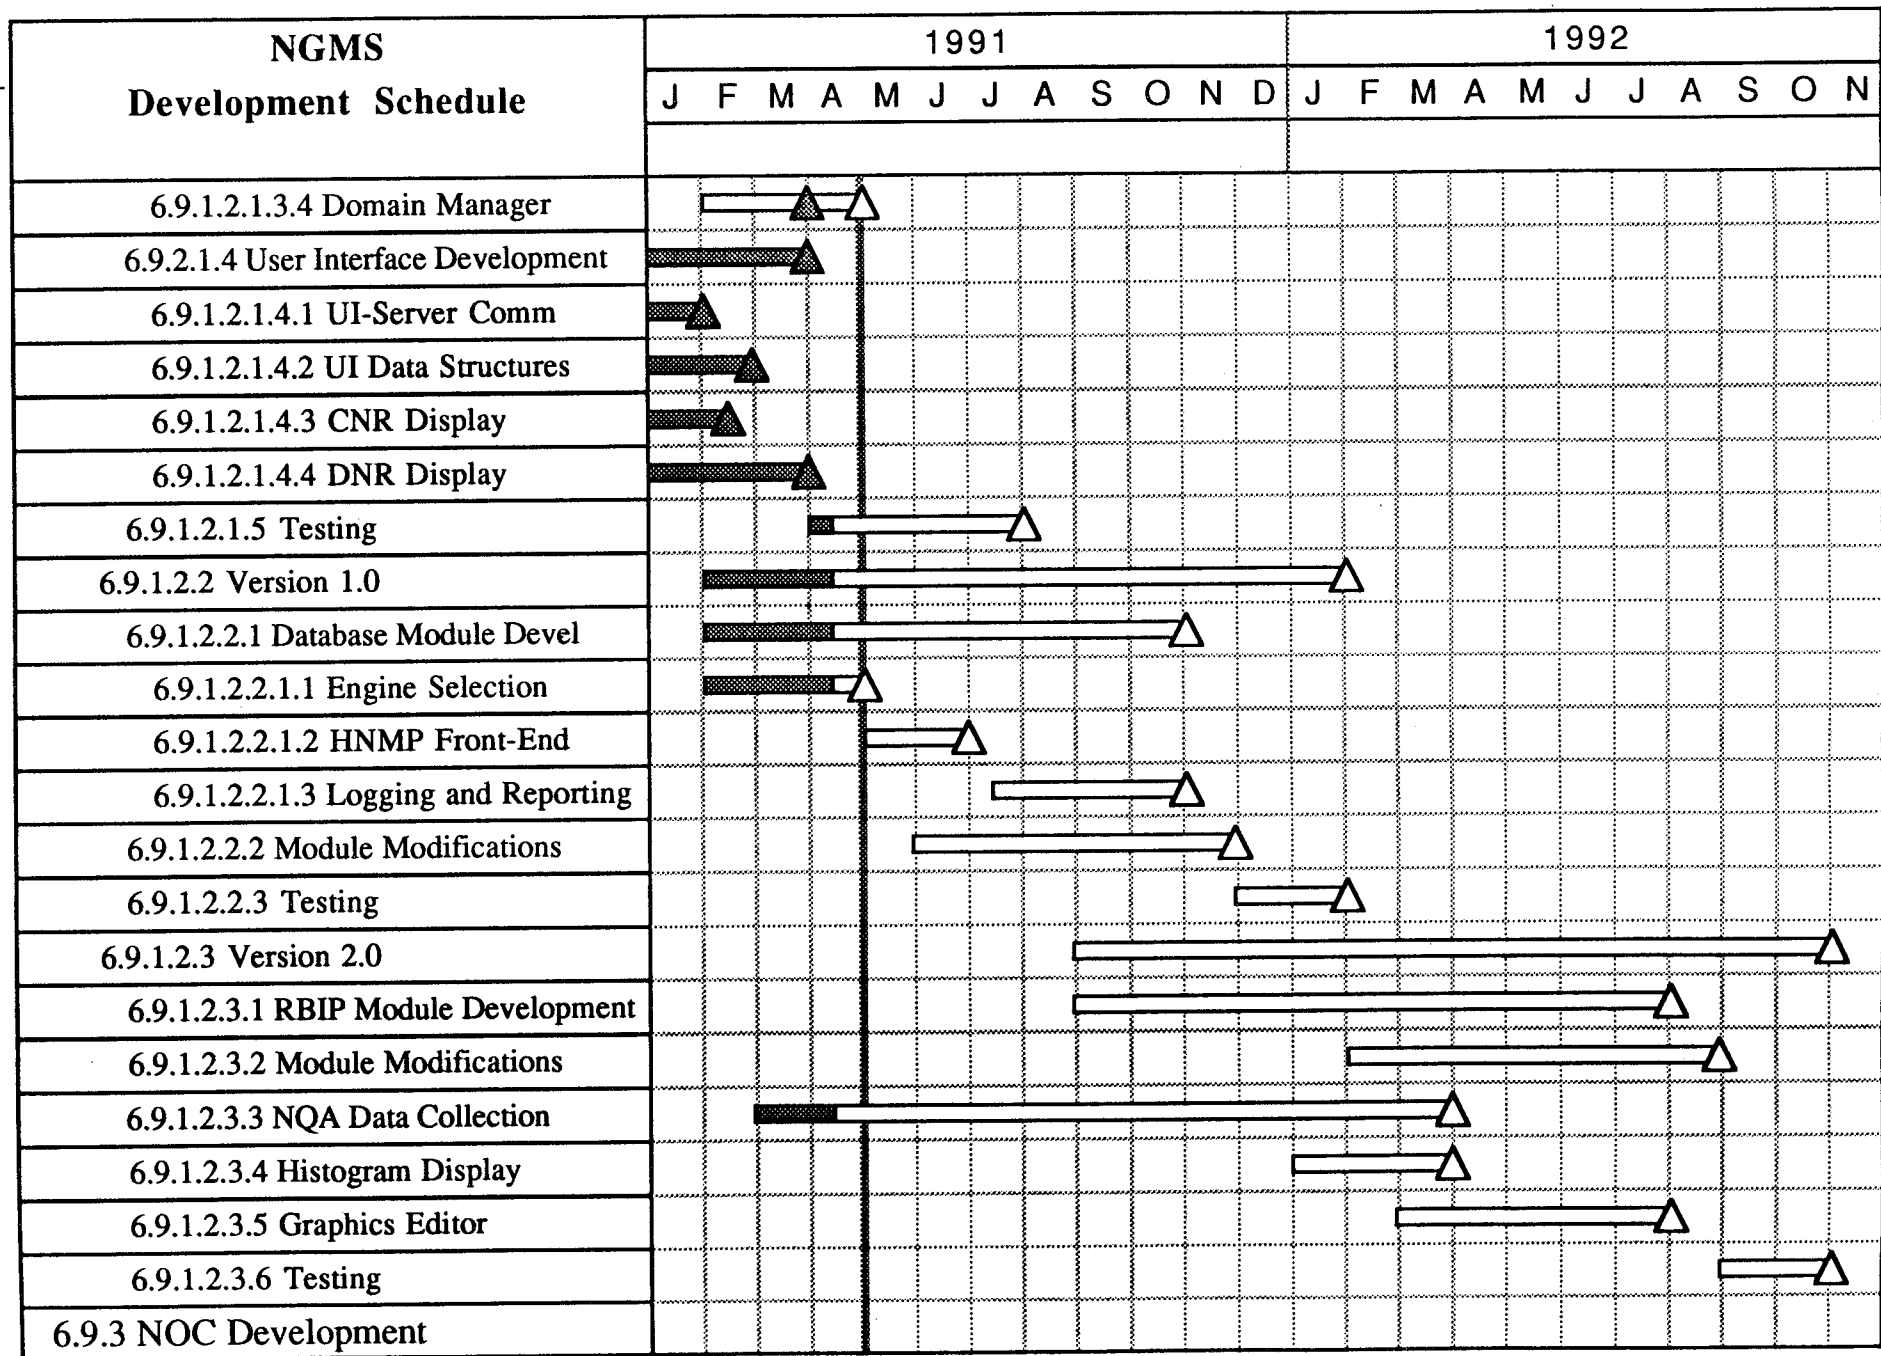 NGMS
Development Schedule
1991
1992
J F M A M J J A S O N D J F M A M J J A S O N
6.9.1.2.1.3.4 Domain Manager
6.9.2.1.4 User Interface Development
6.9.1.2.1.4.1 UI-Server Comm
6.9.1.2.1.4.2 UI Data Structures
6.9.1.2.1.4.3 CNR Display
6.9.1.2.1.4.4 DNR Display
6.9.1.2.1.5 Testing
6.9.1.2.2 Version 1.0
6.9.1.2.2.1 Database Module Devel
6.9.1.2.2.1.1 Engine Selection
6.9.1.2.2.1.2 HNMP Front-End
6.9.1.2.2.1.3 Logging and Reporting
6.9.1.2.2.2 Module Modifications
6.9.1.2.2.3 Testing
6.9.1.2.3 Version 2.0
6.9.1.2.3.1 RBIP Module Development
6.9.1.2.3.2 Module Modifications
6.9.1.2.3.3 NQA Data Collection
6.9.1.2.3.4 Histogram Display
6.9.1.2.3.5 Graphics Editor
6.9.1.2.3.6 Testing
6.9.3 NOC Development